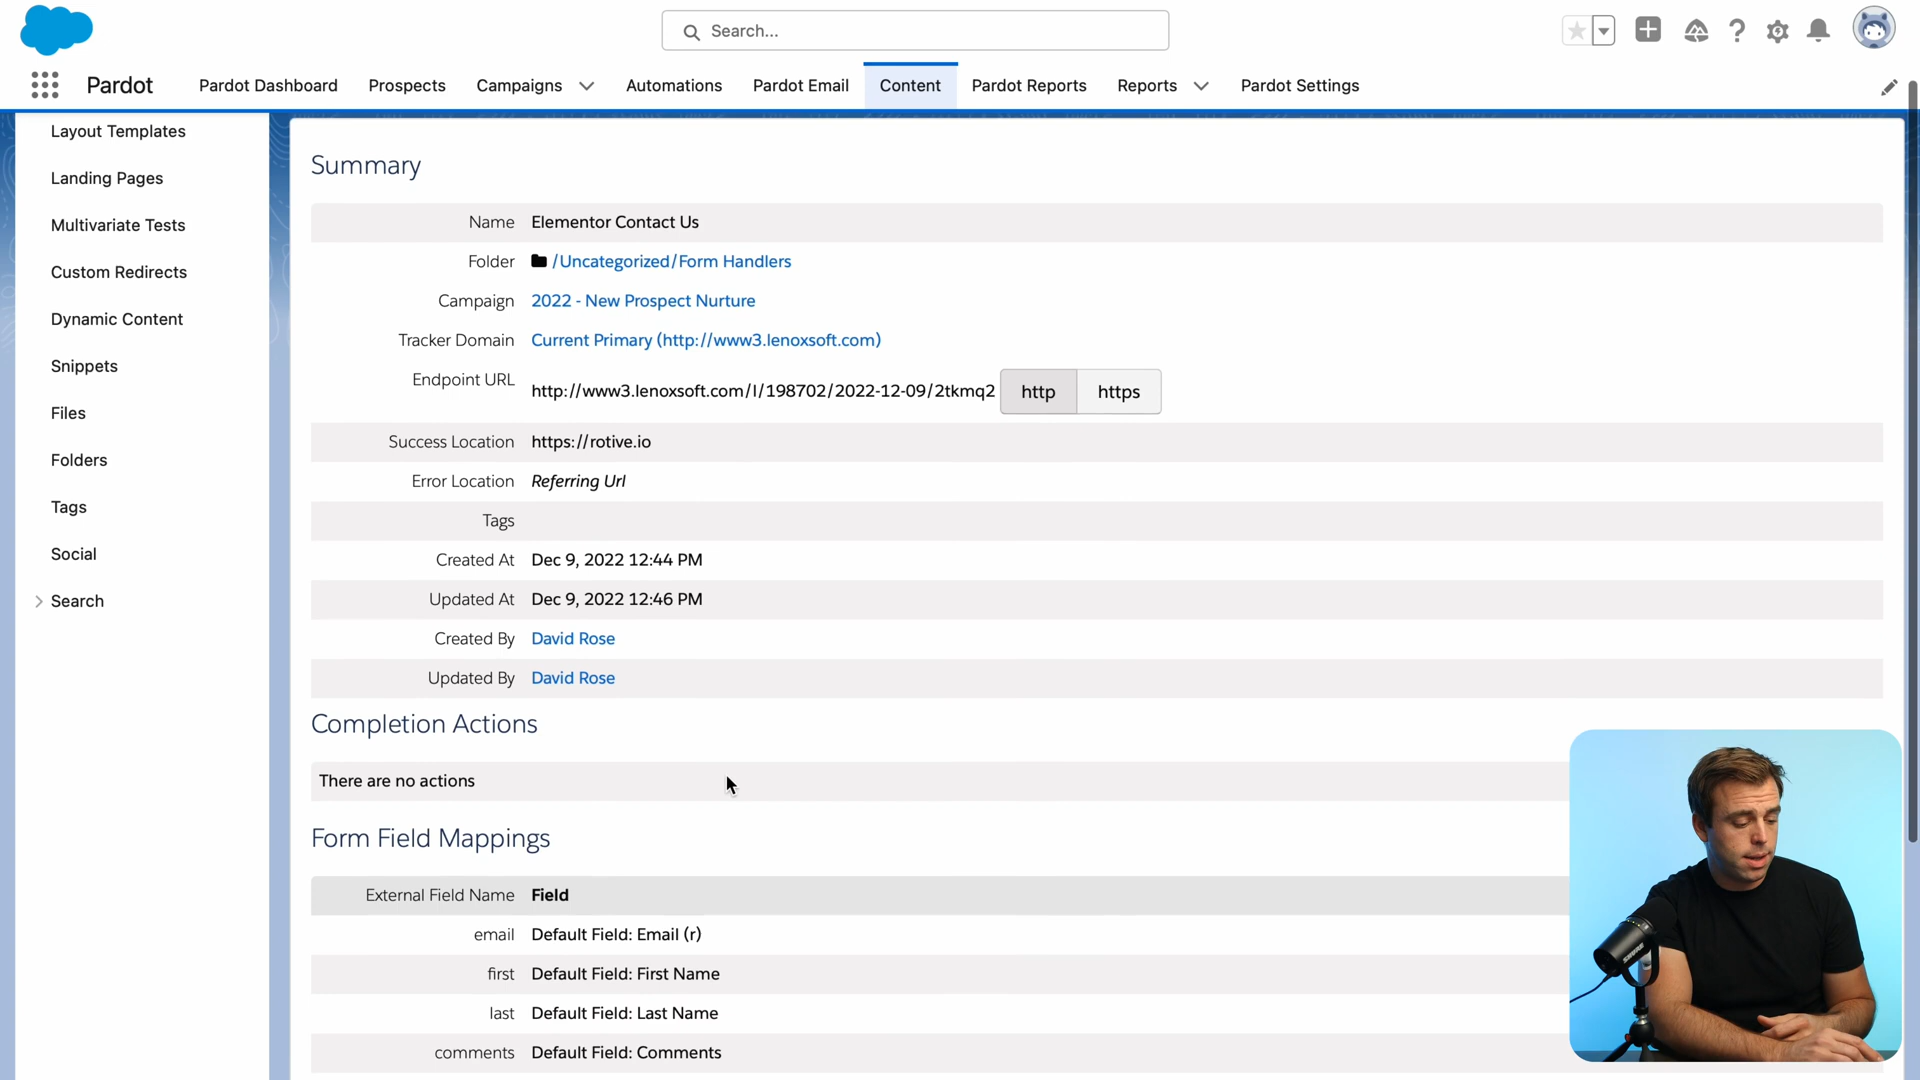 Search...
Pardot
Pardot Dashboard
Prospects
Campaigns
Automations
Pardot Email
Content
Pardot Reports
Reports
Pardot Settings
Layout Templates
Landing Pages
Multivariate Tests
Custom Redirects
Dynamic Content
Snippets
Files
Folders
Tags
Social
Search
Summary
Name Elementor Contact Us
Folder /Uncategorized/Form Handlers
Campaign 2022 - New Prospect Nurture
Tracker Domain Current Primary (http://www3.lenoxsoft.com)
Endpoint URL http://www3.lenoxsoft.com/l/198702/2022-12-09/2tkmq2 http https
Success Location https://rotive.io
Error Location Referring Url
Tags
Created At Dec 9, 2022 12:44 PM
Updated At Dec 9, 2022 12:46 PM
Created By David Rose
Updated By David Rose
Completion Actions
There are no actions
Form Field Mappings
External Field Name Field
email Default Field: Email (r)
first Default Field: First Name
last Default Field: Last Name
comments Default Field: Comments
SHURE